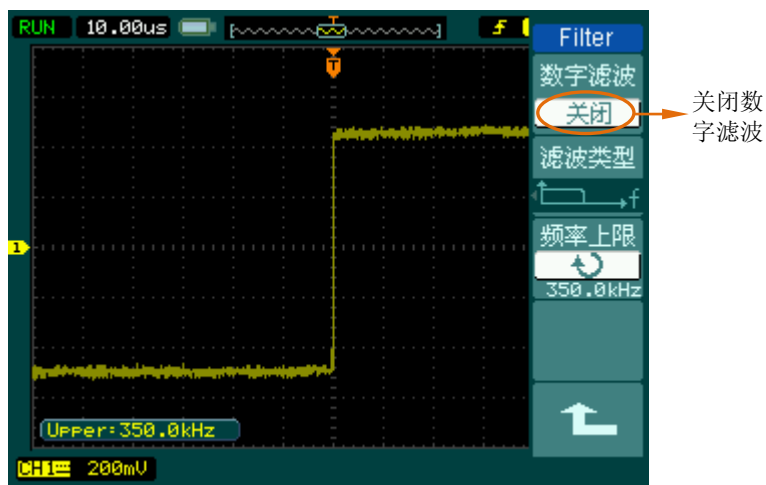 RUN 10.00us
T
Filter
数字滤波
关闭
关闭数
字滤波
滤波类型
f
频率上限
350.0kHz
1
Upper:350.0kHz
CH1 200mV